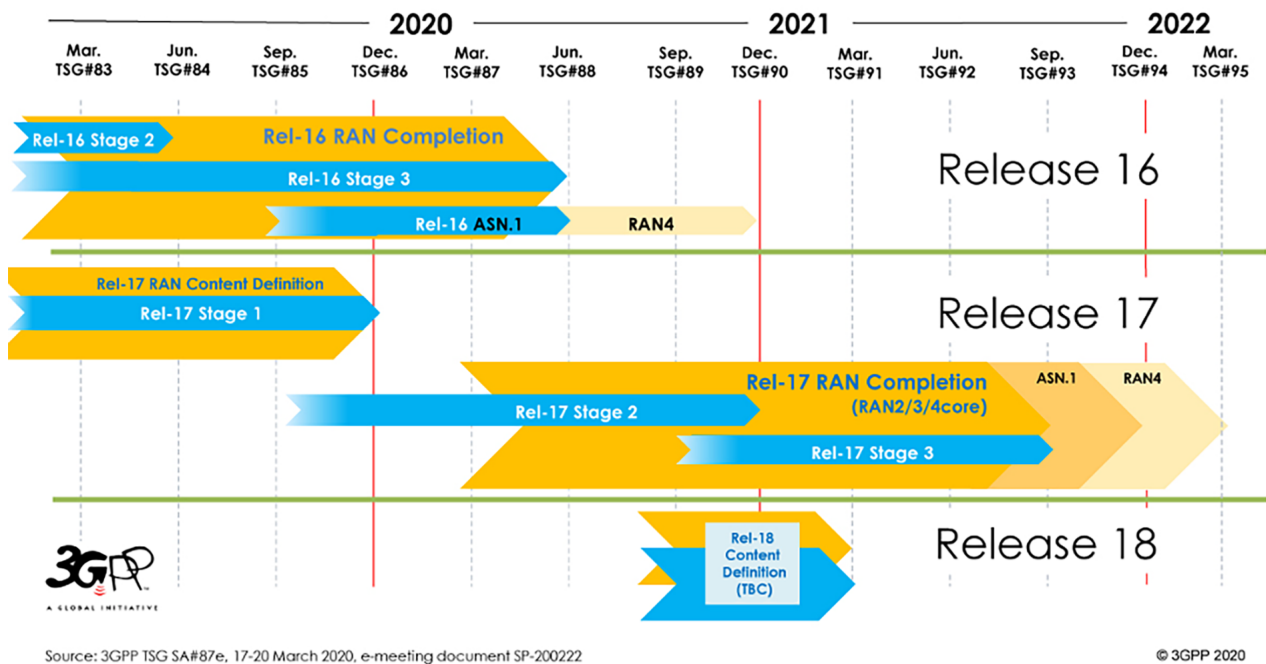 2020
2021
2022
Mar.
TSG#83
Jun.
TSG#84
Sep.
TSG#85
Dec.
TSG#86
Mar.
TSG#87
Jun.
TSG#88
Sep.
TSG#89
Dec.
TSG#90
Mar.
TSG#91
Jun.
TSG#92
Sep.
TSG#93
Dec.
TSG#94
Mar.
TSG#95
Rel-16 Stage 2
Rel-16 RAN Completion
Rel-16 Stage 3
Rel-16 ASN.1
RAN4
Release 16
Rel-17 RAN Content Definition
Rel-17 Stage 1
Release 17
Rel-17 RAN Completion
(RAN2/3/4core)
ASN.1
RAN4
Rel-17 Stage 2
Rel-17 Stage 3
Rel-18
Content
Definition
(TBC)
Release 18
3GPP
A GLOBAL INITIATIVE
Source: 3GPP TSG SA#87e, 17-20 March 2020, e-meeting document SP-200222
© 3GPP 2020